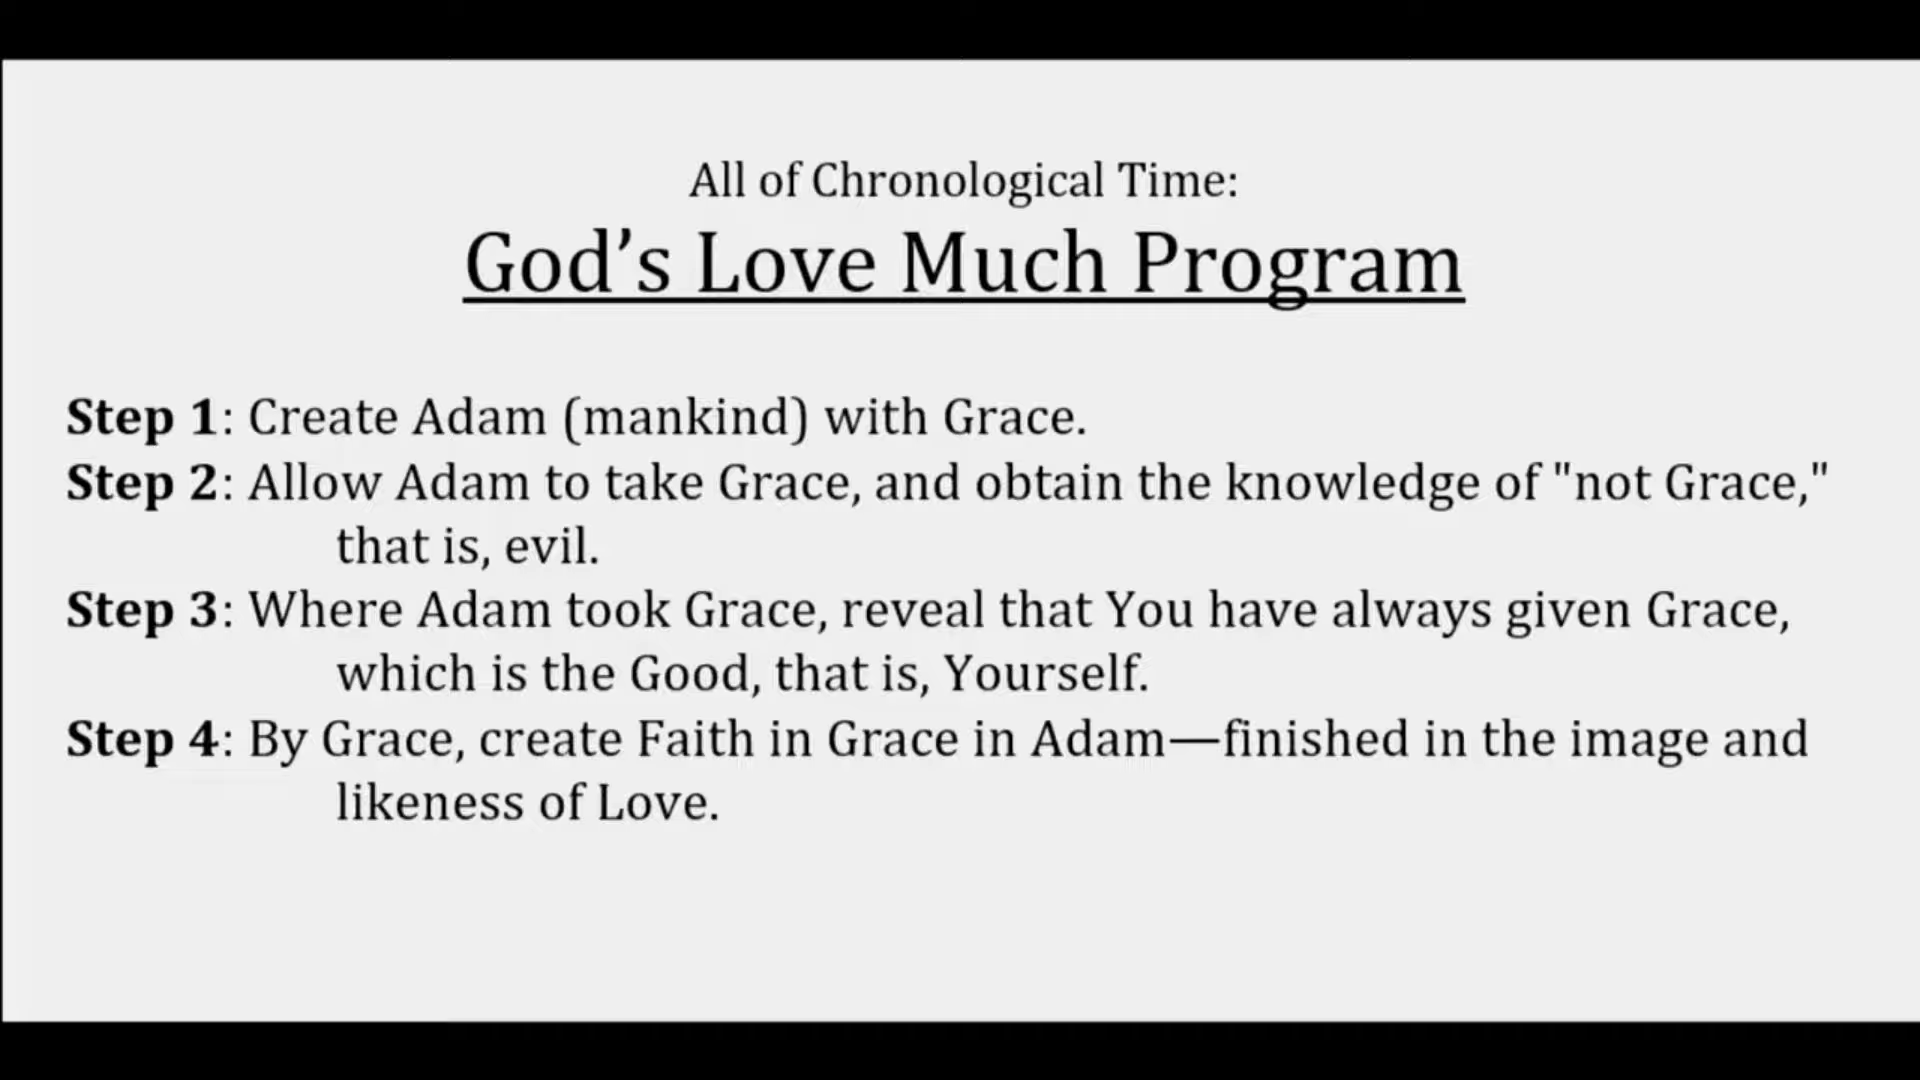 All of Chronological Time:
God’s Love Much Program
Step 1: Create Adam (mankind) with Grace.
Step 2: Allow Adam to take Grace, and obtain the knowledge of "not Grace,"
that is, evil.
Step 3: Where Adam took Grace, reveal that You have always given Grace,
which is the Good, that is, Yourself.
Step 4: By Grace, create Faith in Grace in Adam—finished in the image and
likeness of Love.